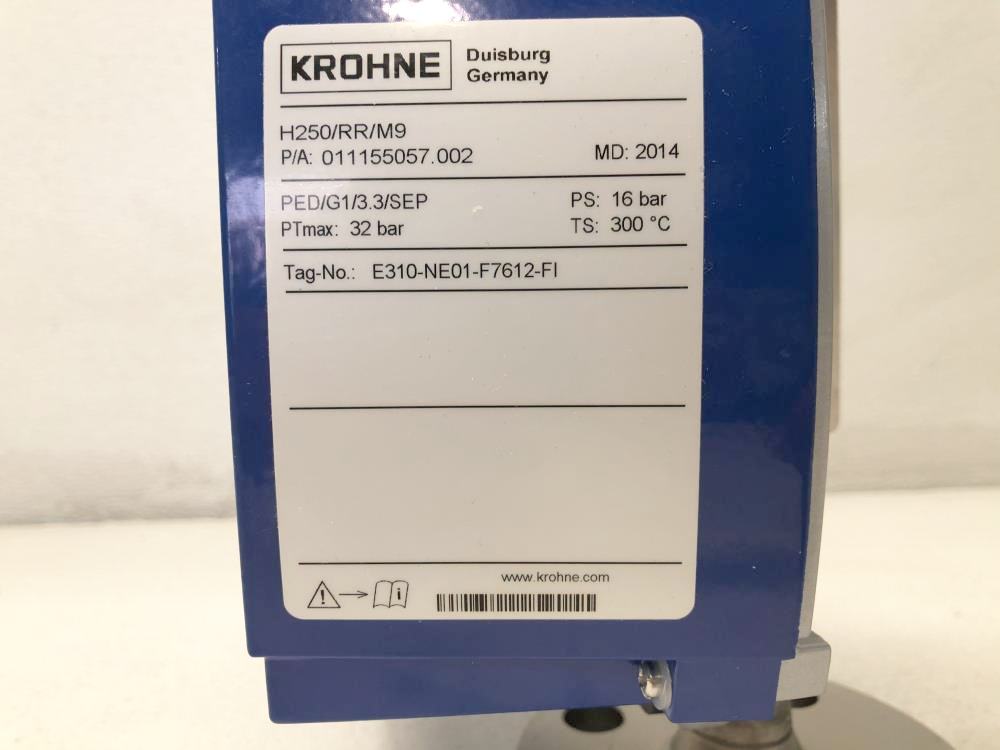 KROHNE
Duisburg
Germany
H250/RR/M9
P/A: 011155057.002
MD: 2014
PED/G1/3.3/SEP
PS: 16 bar
PTmax: 32 bar
TS: 300 °C
Tag-No.: E310-NE01-F7612-FI
www.krohne.com